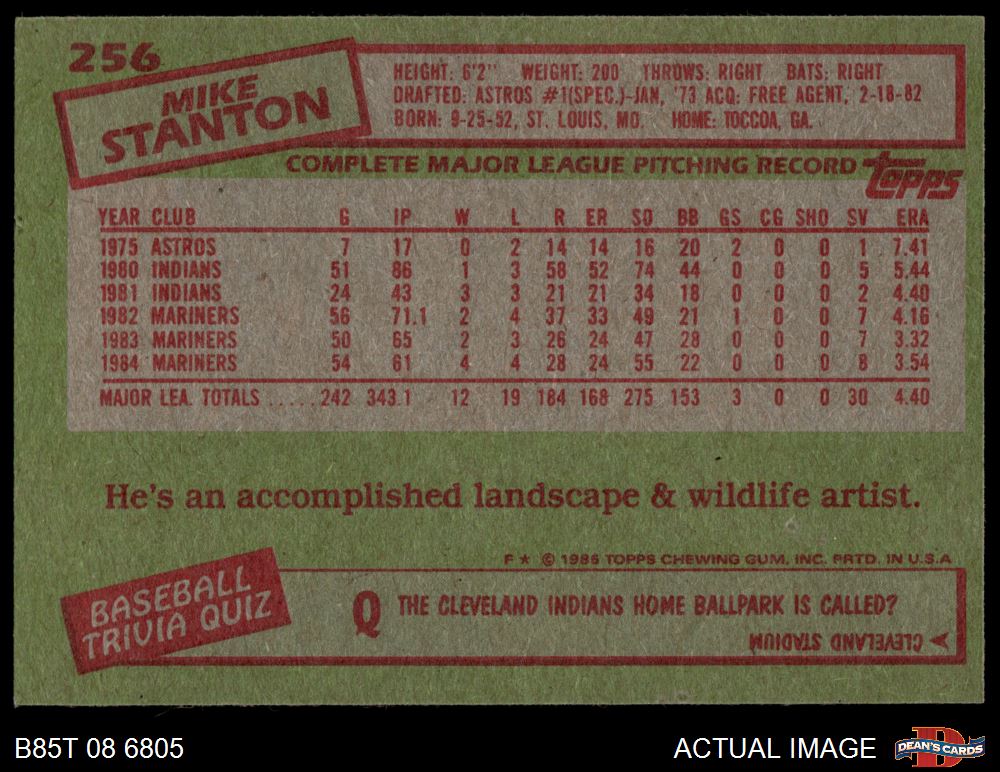 256
MIKE
STANTON
HEIGHT: 6'2" WEIGHT: 200 THROWS: RIGHT BATS: RIGHT
DRAFTED: ASTROS #1(SPEC.)-JAN, '73 ACQ: FREE AGENT, 2-18-82
BORN: 9-25-52, ST. LOUIS, MO. HOME: TOCCOA, GA.
COMPLETE MAJOR LEAGUE PITCHING RECORD
topps
YEAR CLUB G IP W L R ER SO BB GS CG SHO SV ERA
1975 ASTROS 7 17 0 2 14 14 16 20 2 0 0 1 7.41
1980 INDIANS 51 86 1 3 58 52 74 44 0 0 0 5 5.44
1981 INDIANS 24 43 3 3 21 21 34 18 0 0 0 2 4.40
1982 MARINERS 56 71.1 2 4 37 33 49 21 1 0 0 7 4.16
1983 MARINERS 50 65 2 3 26 24 47 28 0 0 0 7 3.32
1984 MARINERS 54 61 4 4 28 24 55 22 0 0 0 8 3.54
MAJOR LEA. TOTALS ..... 242 343.1 12 19 184 168 275 153 3 0 0 30 4.40
He's an accomplished landscape & wildlife artist.
F ★ © 1985 TOPPS CHEWING GUM, INC. PRTD. IN U.S.A
BASEBALL
TRIVIA QUIZ
Q THE CLEVELAND INDIANS HOME BALLPARK IS CALLED?
CLEVELAND STADIUM
B85T 08 6805
ACTUAL IMAGE
D
DEAN'S CARDS